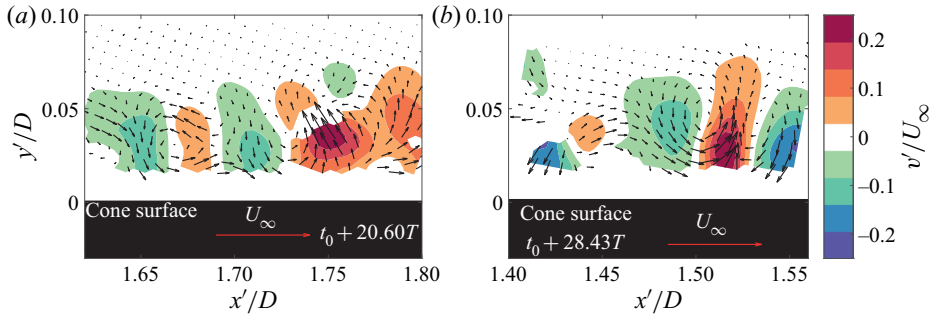 (a)
(b)
0.10
0.05
0
y′/D
Cone surface
U∞
t₀ + 20.60T
1.65
1.70
1.75
1.80
x′/D
0.10
0.05
0
Cone surface
U∞
t₀ + 28.43T
1.40
1.45
1.50
1.55
x′/D
0.2
0.1
0
–0.1
–0.2
v′/U∞